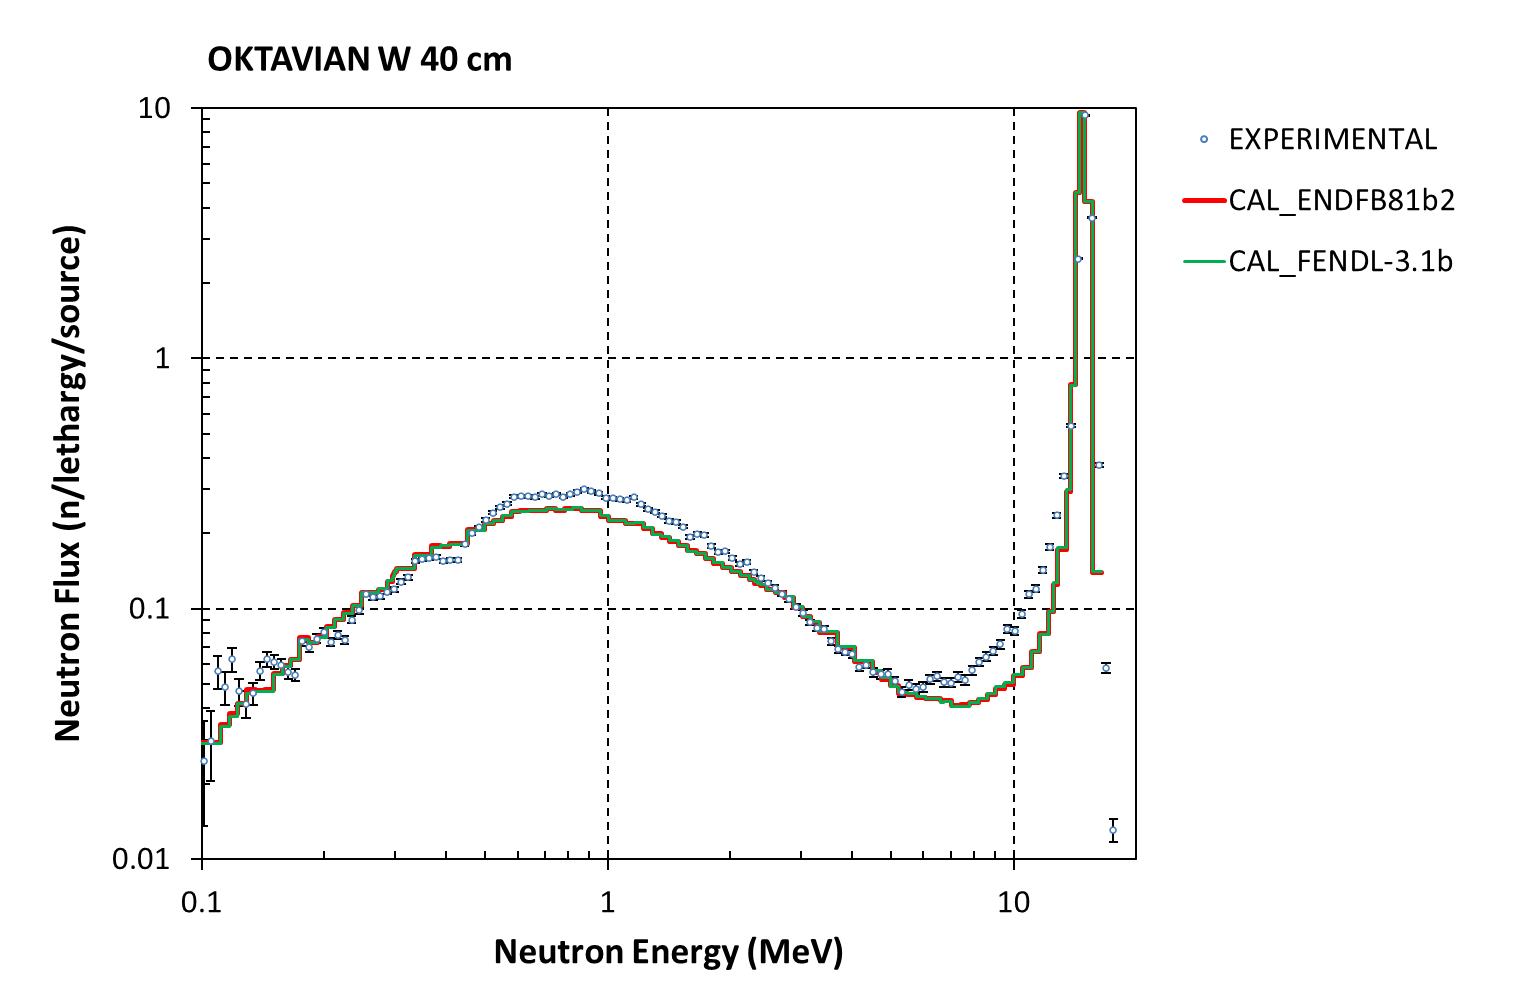 OKTAVIAN W 40 cm
10
1
0.1
0.01
Neutron Flux (n/lethargy/source)
0.1
1
10
Neutron Energy (MeV)
EXPERIMENTAL
CAL_ENDFB81b2
CAL_FENDL-3.1b